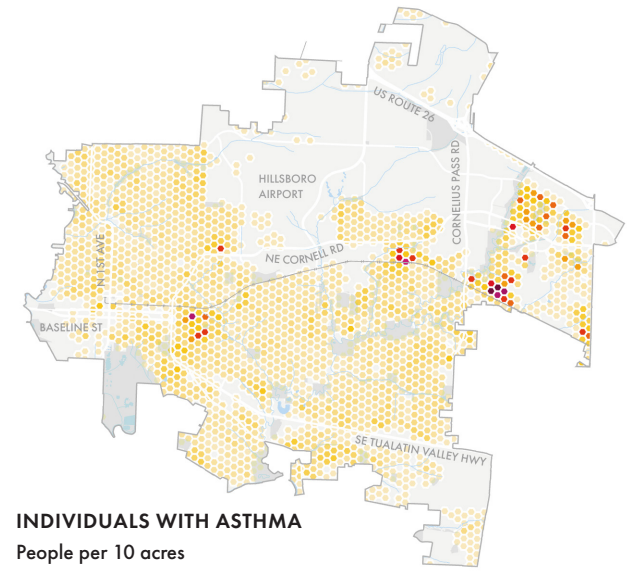 US ROUTE 26
CORNELIUS PASS RD
HILLSBORO
AIRPORT
N 1ST AVE
NE CORNELL RD
BASELINE ST
SE TUALATIN VALLEY HWY
INDIVIDUALS WITH ASTHMA
People per 10 acres